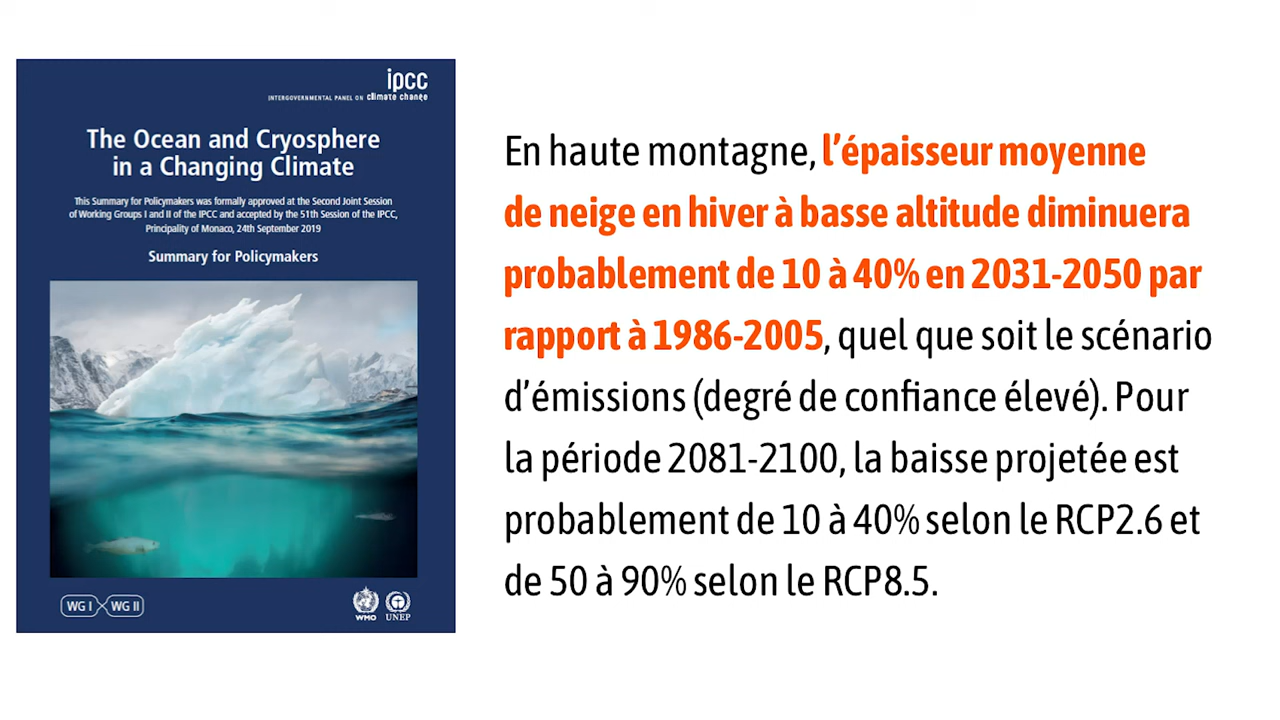 ipcc
INTERGOVERNMENTAL PANEL ON climate change
The Ocean and Cryosphere
in a Changing Climate
This Summary for Policymakers was formally approved at the Second Joint Session
of Working Groups I and II of the IPCC and accepted by the 51th Session of the IPCC,
Principality of Monaco, 24th September 2019
Summary for Policymakers
WG I WG II
WMO UNEP
En haute montagne, l’épaisseur moyenne
de neige en hiver à basse altitude diminuera
probablement de 10 à 40% en 2031-2050 par
rapport à 1986-2005, quel que soit le scénario
d’émissions (degré de confiance élevé). Pour
la période 2081-2100, la baisse projetée est
probablement de 10 à 40% selon le RCP2.6 et
de 50 à 90% selon le RCP8.5.